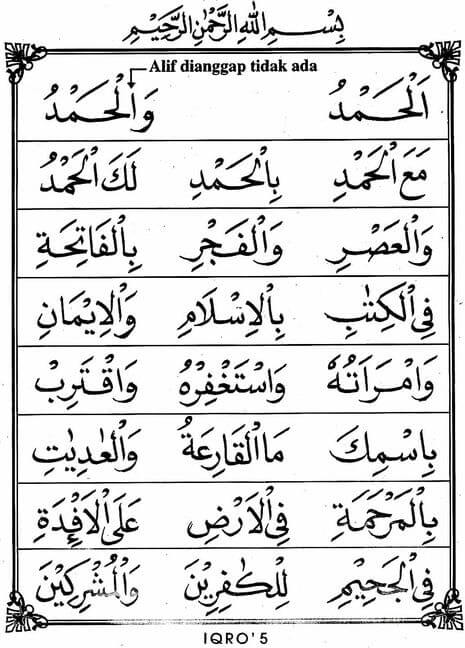 بِسْمِ اللهِ الرَّحْمٰنِ الرَّحِيْمِ
Alif dianggap tidak ada
اَلْحَمْدُ وَالْحَمْدُ
مَعَ الْحَمْدِ بِالْحَمْدِ لَكَ الْحَمْدُ
وَالْعَصْرِ وَالْفَجْرِ بِالْفَاتِحَةِ
فِي الْكِتٰبِ بِالْاِسْلَامِ وَالْاِيْمَانِ
وَامْرَاَتُهٗ وَاسْتَغْفِرْهُ وَاقْتَرِبْ
بِاسْمِكَ مَا الْقَارِعَةُ وَالْعٰدِيٰتِ
بِالْمَرْحَمَةِ فِي الْاَرْضِ عَلَى الْاَفْئِدَةِ
فِي الْجَحِيْمِ لِلْكٰفِرِيْنَ وَالْمُشْرِكِيْنَ
IQRO'5